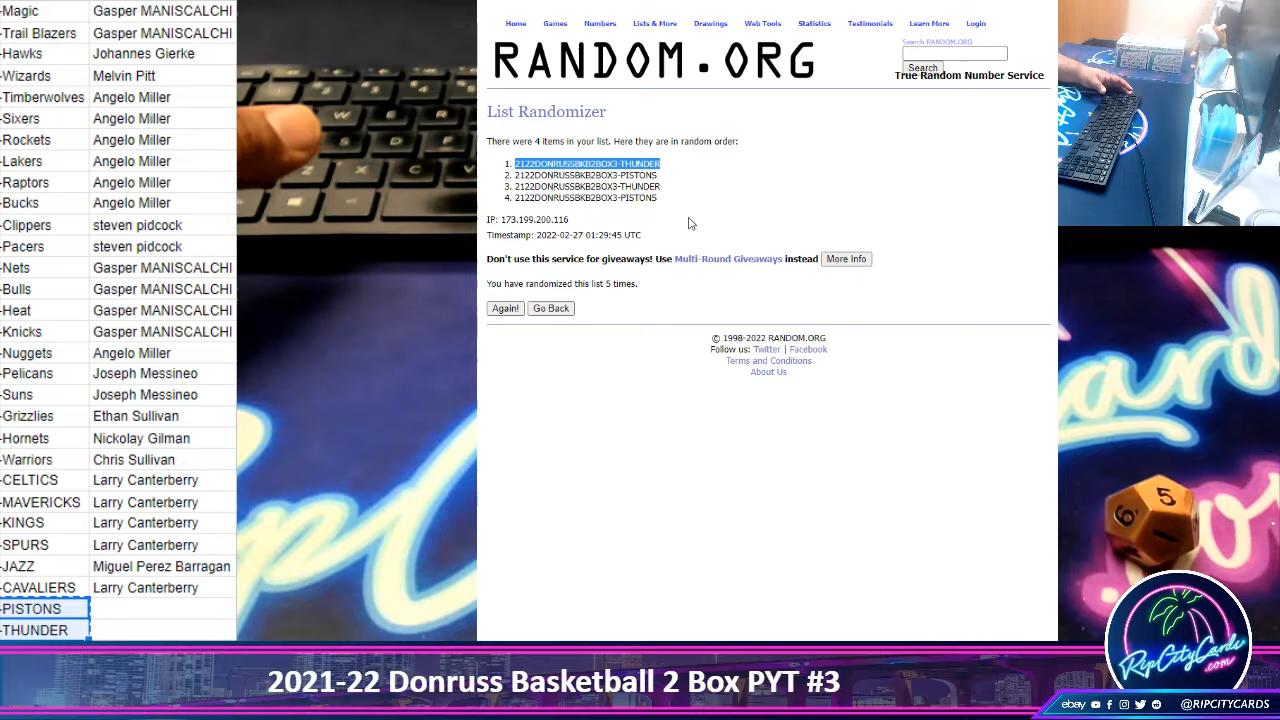 -Magic Gasper MANISCALCHI
-Trail Blazers Gasper MANISCALCHI
-Hawks Johannes Gierke
-Wizards Melvin Pitt
-Timberwolves Angelo Miller
-Sixers Angelo Miller
-Rockets Angelo Miller
-Lakers Angelo Miller
-Raptors Angelo Miller
-Bucks Angelo Miller
-Clippers steven pidcock
-Pacers steven pidcock
-Nets Gasper MANISCALCHI
-Bulls Gasper MANISCALCHI
-Heat Gasper MANISCALCHI
-Knicks Gasper MANISCALCHI
-Nuggets Angelo Miller
-Pelicans Joseph Messineo
-Suns Joseph Messineo
-Grizzlies Ethan Sullivan
-Hornets Nickolay Gilman
-Warriors Chris Sullivan
-CELTICS Larry Canterberry
-MAVERICKS Larry Canterberry
-KINGS Larry Canterberry
-SPURS Larry Canterberry
-JAZZ Miguel Perez Barragan
-CAVALIERS Larry Canterberry
-PISTONS
-THUNDER
W E R
X
Home Games Numbers Lists & More Drawings Web Tools Statistics Testimonials Learn More Login
RANDOM.ORG
Search RANDOM.ORG
Search
True Random Number Service
List Randomizer
There were 4 items in your list. Here they are in random order:
1. 2122DONRUSSBKB2BOX3-THUNDER
2. 2122DONRUSSBKB2BOX3-PISTONS
3. 2122DONRUSSBKB2BOX3-THUNDER
4. 2122DONRUSSBKB2BOX3-PISTONS
IP: 173.199.200.116
Timestamp: 2022-02-27 01:29:45 UTC
Don't use this service for giveaways! Use Multi-Round Giveaways instead More Info
You have randomized this list 5 times.
Again! Go Back
© 1998-2022 RANDOM.ORG
Follow us: Twitter | Facebook
Terms and Conditions
About Us
6 5
RipCityCards
.com
2021-22 Donruss Basketball 2 Box PYT #3
ebay @RIPCITYCARDS